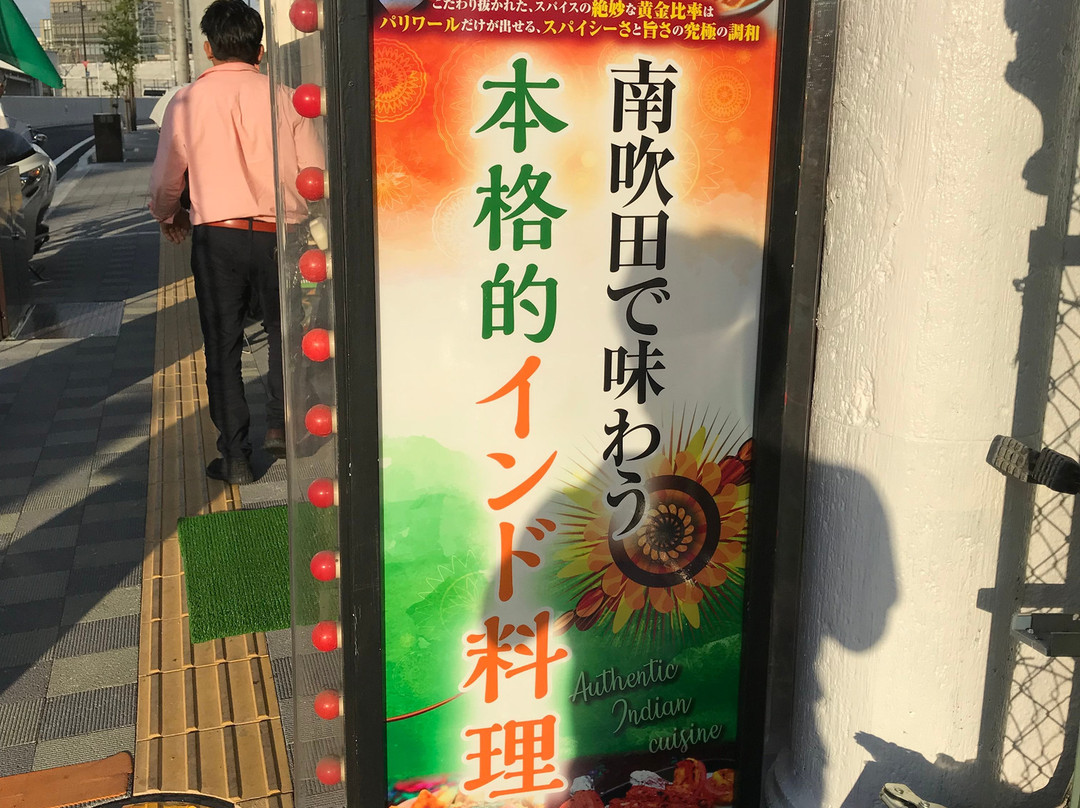 こだわり抜かれた、スパイスの絶妙な黄金比率は
パリワールだけが出せる、スパイシーさと旨さの究極の調和
南吹田で味わう
本格的インド料理
Authentic
Indian
cuisine